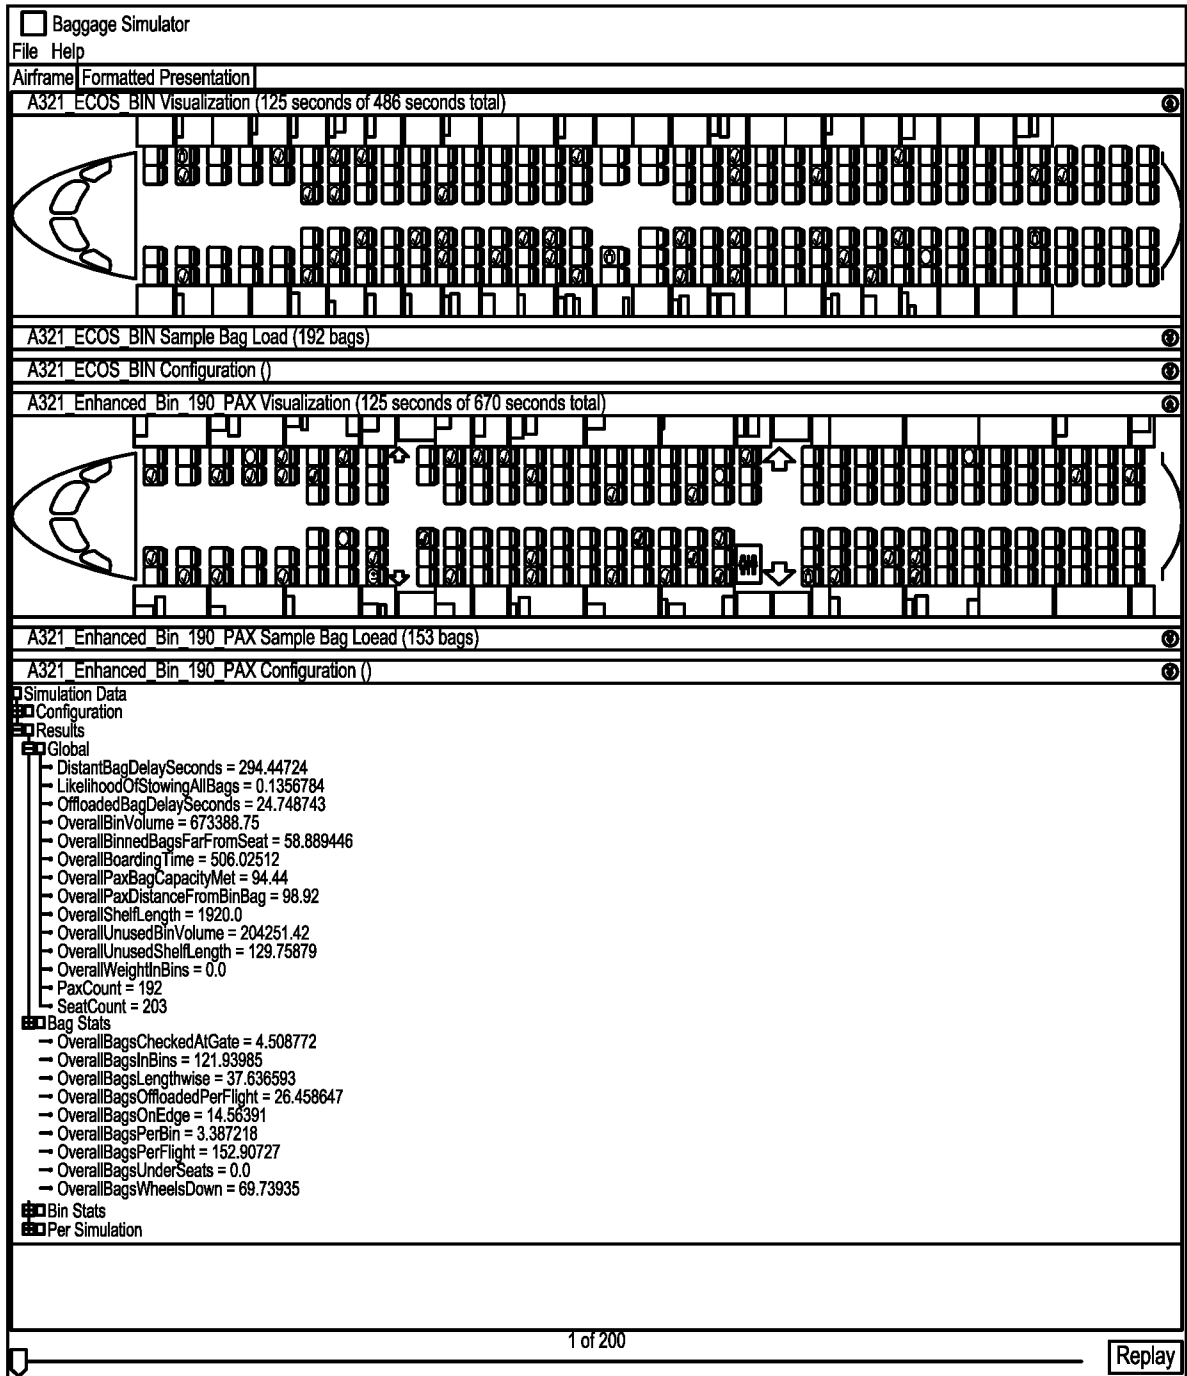 Baggage Simulator
File Help
Airframe Formatted Presentation
A321_ECOS_BIN Visualization (125 seconds of 486 seconds total)
A321_ECOS_BIN Sample Bag Load (192 bags)
A321_ECOS_BIN Configuration ()
A321_Enhanced_Bin_190_PAX Visualization (125 seconds of 670 seconds total)
A321_Enhanced_Bin_190_PAX Sample Bag Loead (153 bags)
A321_Enhanced_Bin_190_PAX Configuration ()
Simulation Data
Configuration
Results
Global
DistantBagDelaySeconds = 294.44724
LikelihoodOfStowingAllBags = 0.1356784
OffloadedBagDelaySeconds = 24.748743
OverallBinVolume = 673388.75
OverallBinnedBagsFarFromSeat = 58.889446
OverallBoardingTime = 506.02512
OverallPaxBagCapacityMet = 94.44
OverallPaxDistanceFromBinBag = 98.92
OverallShelfLength = 1920.0
OverallUnusedBinVolume = 204251.42
OverallUnusedShelfLength = 129.75879
OverallWeightInBins = 0.0
PaxCount = 192
SeatCount = 203
Bag Stats
OverallBagsCheckedAtGate = 4.508772
OverallBagsInBins = 121.93985
OverallBagsLengthwise = 37.636593
OverallBagsOffloadedPerFlight = 26.458647
OverallBagsOnEdge = 14.56391
OverallBagsPerBin = 3.387218
OverallBagsPerFlight = 152.90727
OverallBagsUnderSeats = 0.0
OverallBagsWheelsDown = 69.73935
Bin Stats
Per Simulation
1 of 200
Replay